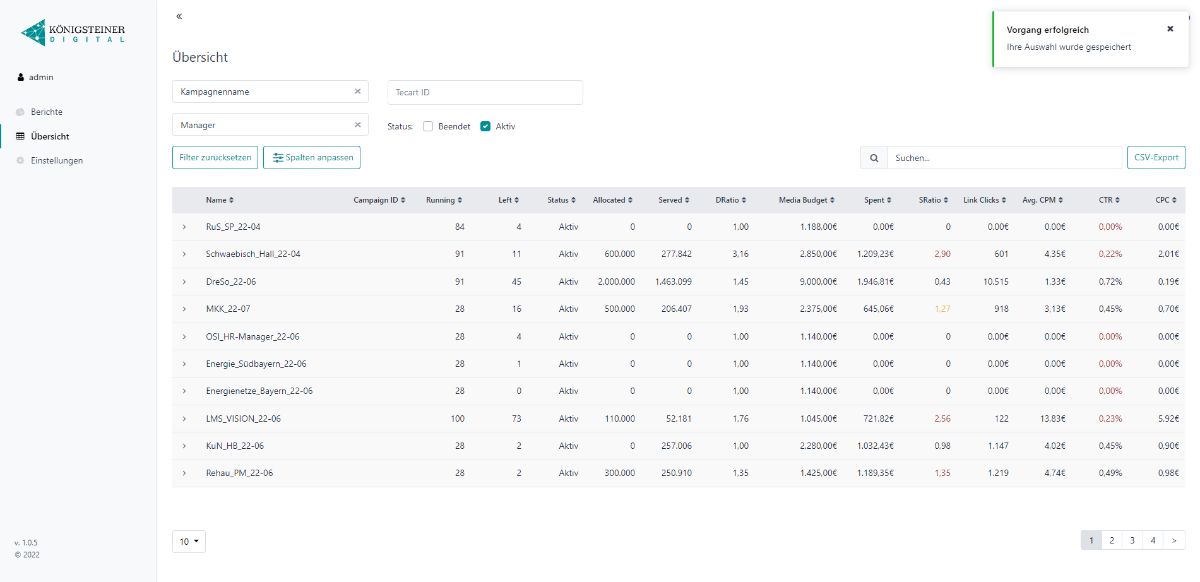 KÖNIGSTEINER
DIGITAL
admin
Berichte
Übersicht
Einstellungen
v. 1.0.5
© 2022
«
Übersicht
Vorgang erfolgreich ×
Ihre Auswahl wurde gespeichert
Kampagnenname × Tecart ID
Manager × Status: Beendet Aktiv
Filter zurücksetzen Spalten anpassen Suchen... CSV-Export
Name Campaign ID Running Left Status Allocated Served DRatio Media Budget Spent SRatio Link Clicks Avg. CPM CTR CPC
> RuS_SP_22-04 84 4 Aktiv 0 0 1,00 1.188,00€ 0,00€ 0 0 0,00€ 0,00% 0,00€
> Schwaebisch_Hall_22-04 91 11 Aktiv 600.000 277.842 3,16 2.850,00€ 1.209,23€ 2,90 601 4,35€ 0,22% 2,01€
> DreSo_22-06 91 45 Aktiv 2.000.000 1.463.099 1,45 9.000,00€ 1.946,81€ 0,43 10.515 1,33€ 0,72% 0,19€
> MKK_22-07 28 16 Aktiv 500.000 206.407 1,93 2.375,00€ 645,06€ 1,27 918 3,13€ 0,45% 0,70€
> OSI_HR-Manager_22-06 28 4 Aktiv 0 0 1,00 1.140,00€ 0,00€ 0 0 0,00€ 0,00% 0,00€
> Energie_Südbayern_22-06 28 1 Aktiv 0 0 1,00 1.140,00€ 0,00€ 0 0 0,00€ 0,00% 0,00€
> Energienetze_Bayern_22-06 28 0 Aktiv 0 0 1,00 1.140,00€ 0,00€ 0 0 0,00€ 0,00% 0,00€
> LMS_VISION_22-06 100 73 Aktiv 110.000 52.181 1,76 1.045,00€ 721,82€ 2,56 122 13,83€ 0,23% 5,92€
> KuN_HB_22-06 28 2 Aktiv 0 257.006 1,00 2.280,00€ 1.032,43€ 0,98 1.147 4,02€ 0,45% 0,90€
> Rehau_PM_22-06 28 2 Aktiv 300.000 250.910 1,35 1.425,00€ 1.189,35€ 1,35 1.219 4,74€ 0,49% 0,98€
10 1 2 3 4 >